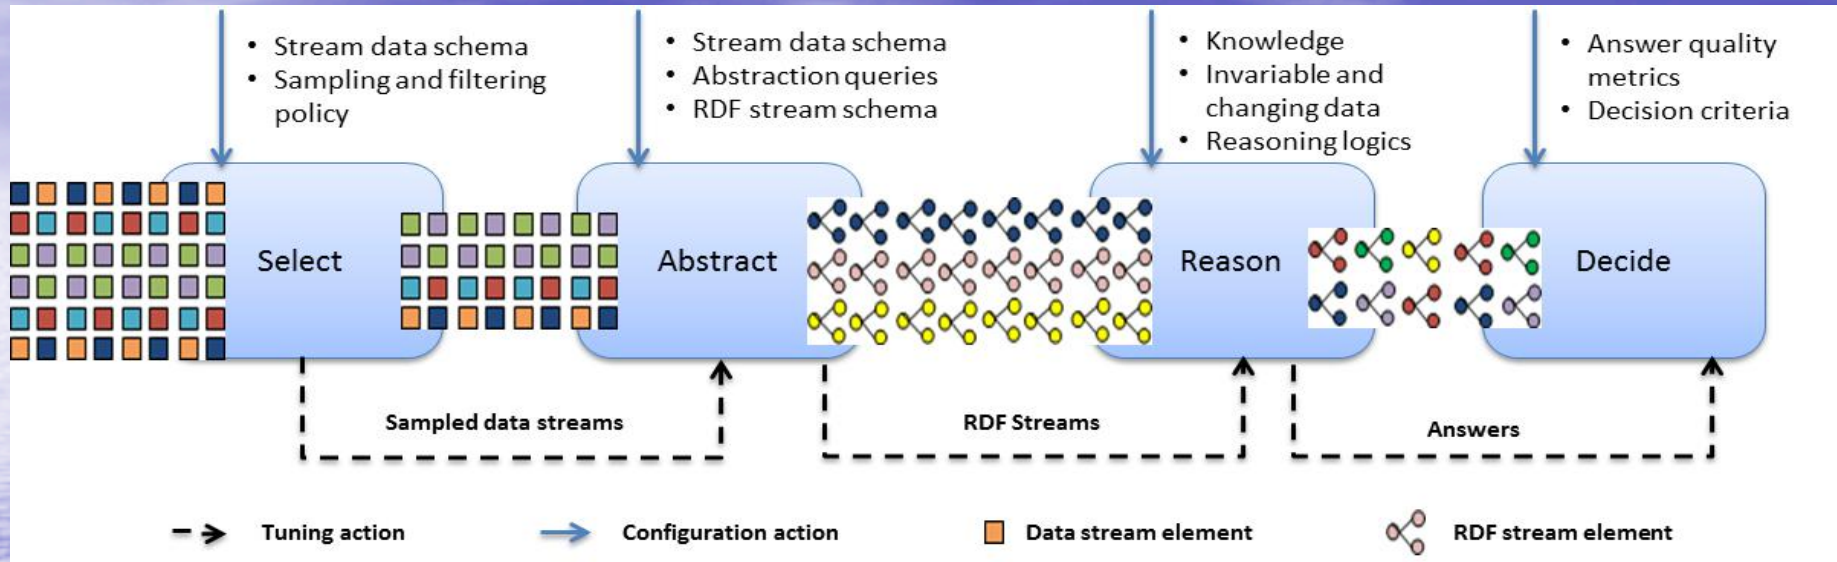 • Stream data schema
• Sampling and filtering
policy
• Stream data schema
• Abstraction queries
• RDF stream schema
• Knowledge
• Invariable and
changing data
• Reasoning logics
• Answer quality
metrics
• Decision criteria
Select
Abstract
Reason
Decide
Sampled data streams
RDF Streams
Answers
Tuning action
Configuration action
Data stream element
RDF stream element